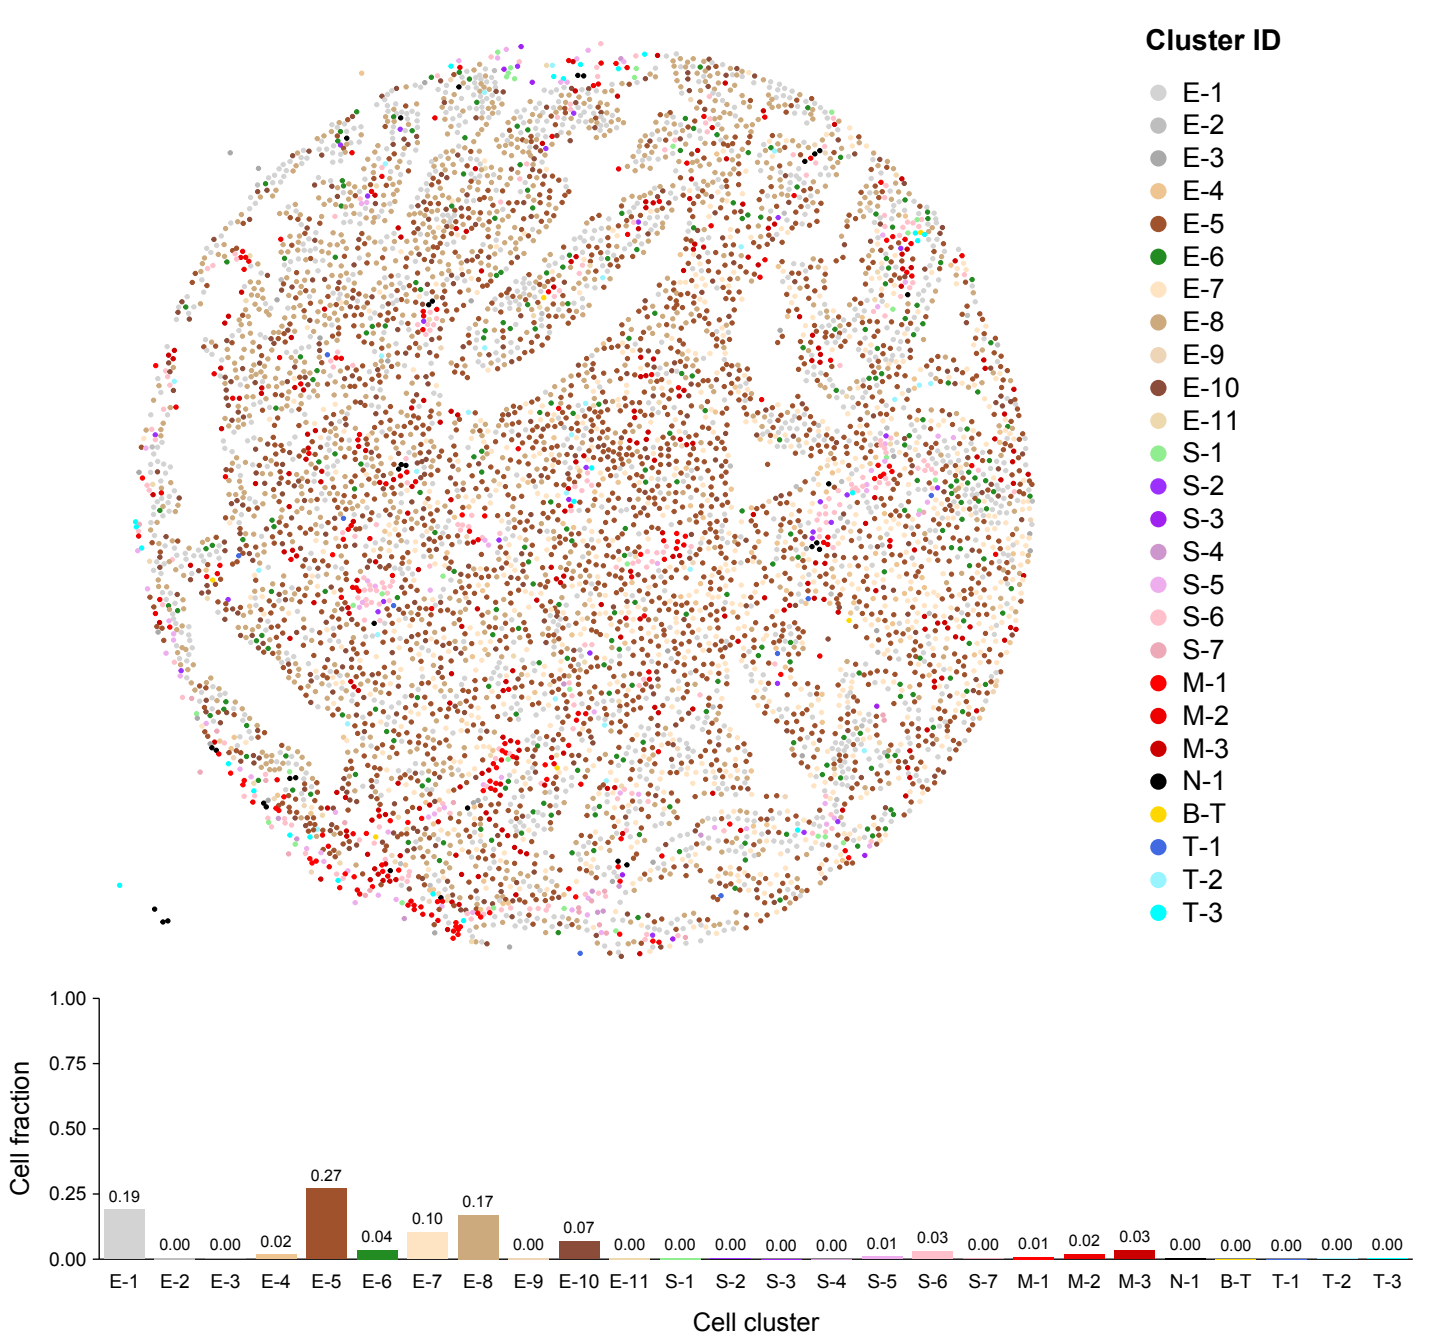 Cluster ID
E-1
E-2
E-3
E-4
E-5
E-6
E-7
E-8
E-9
E-10
E-11
S-1
S-2
S-3
S-4
S-5
S-6
S-7
M-1
M-2
M-3
N-1
B-T
T-1
T-2
T-3
Cell fraction
1.00
0.75
0.50
0.25
0.00
0.19 0.00 0.00 0.02 0.27 0.04 0.10 0.17 0.00 0.07 0.00 0.00 0.00 0.00 0.00 0.01 0.03 0.00 0.01 0.02 0.03 0.00 0.00 0.00 0.00 0.00
E-1 E-2 E-3 E-4 E-5 E-6 E-7 E-8 E-9 E-10 E-11 S-1 S-2 S-3 S-4 S-5 S-6 S-7 M-1 M-2 M-3 N-1 B-T T-1 T-2 T-3
Cell cluster